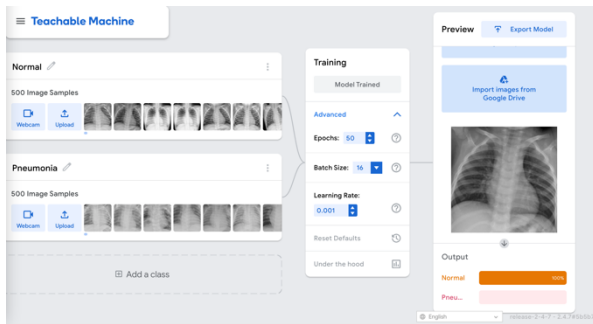 Teachable Machine
Normal
500 Image Samples
Webcam
Upload
Pneumonia
500 Image Samples
Webcam
Upload
Add a class
Training
Model Trained
Advanced
Epochs: 50
Batch Size: 16
Learning Rate:
0.001
Reset Defaults
Under the hood
Preview
Export Model
Import images from
Google Drive
Output
Normal
100%
Pneu...
English